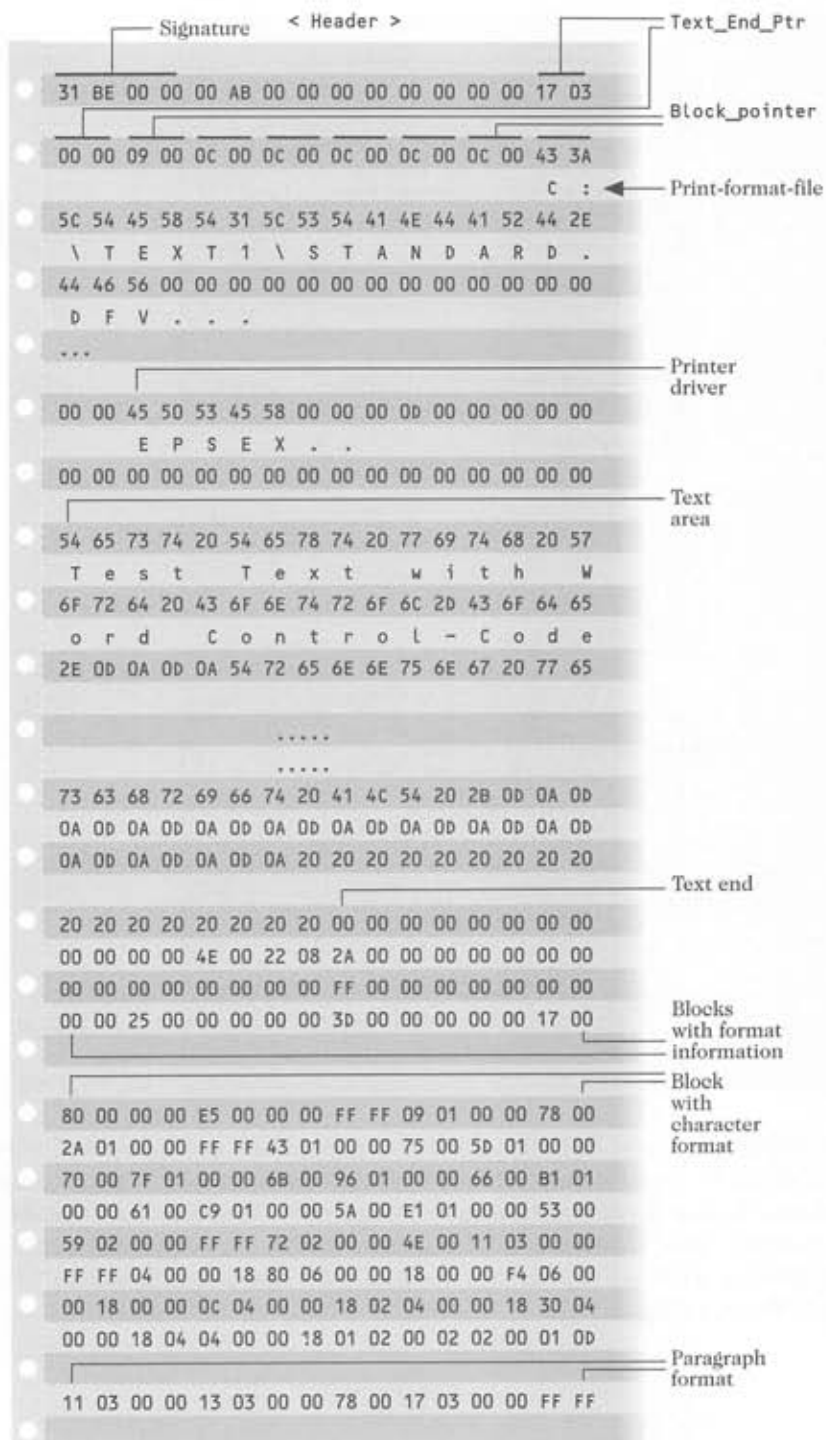 Signature < Header > Text_End_Ptr
31 BE 00 00 00 AB 00 00 00 00 00 00 00 00 17 03
Block_pointer
00 00 09 00 0C 00 0C 00 0C 00 0C 00 0C 00 43 3A
C : Print-format-file
5C 54 45 58 54 31 5C 53 54 41 4E 44 41 52 44 2E
\ T E X T 1 \ S T A N D A R D .
44 46 56 00 00 00 00 00 00 00 00 00 00 00 00 00
D F V . . .
...
Printer
driver
00 00 45 50 53 45 58 00 00 00 0D 00 00 00 00 00
E P S E X . .
00 00 00 00 00 00 00 00 00 00 00 00 00 00 00 00
Text
area
54 65 73 74 20 54 65 78 74 20 77 69 74 68 20 57
T e s t T e x t w i t h W
6F 72 64 20 43 6F 6E 74 72 6F 6C 2D 43 6F 64 65
o r d C o n t r o l - C o d e
2E 0D 0A 0D 0A 54 72 65 6E 6E 75 6E 67 20 77 65
.....
.....
73 63 68 72 69 66 74 20 41 4C 54 20 2B 0D 0A 0D
0A 0D 0A 0D 0A 0D 0A 0D 0A 0D 0A 0D 0A 0D 0A 0D
0A 0D 0A 0D 0A 0D 0A 20 20 20 20 20 20 20 20 20
Text end
20 20 20 20 20 20 20 20 00 00 00 00 00 00 00 00
00 00 00 00 4E 00 22 08 2A 00 00 00 00 00 00 00
00 00 00 00 00 00 00 00 FF 00 00 00 00 00 00 00
00 00 25 00 00 00 00 00 3D 00 00 00 00 00 17 00
Blocks
with format
information
Block
with
character
format
80 00 00 00 E5 00 00 00 FF FF 09 01 00 00 78 00
2A 01 00 00 FF FF 43 01 00 00 75 00 5D 01 00 00
70 00 7F 01 00 00 6B 00 96 01 00 00 66 00 B1 01
00 00 61 00 C9 01 00 00 5A 00 E1 01 00 00 53 00
59 02 00 00 FF FF 72 02 00 00 4E 00 11 03 00 00
FF FF 04 00 00 18 80 06 00 00 18 00 00 F4 06 00
00 18 00 00 0C 04 00 00 18 02 04 00 00 18 30 04
00 00 18 04 04 00 00 18 01 02 00 02 02 00 01 0D
Paragraph
format
11 03 00 00 13 03 00 00 78 00 17 03 00 00 FF FF